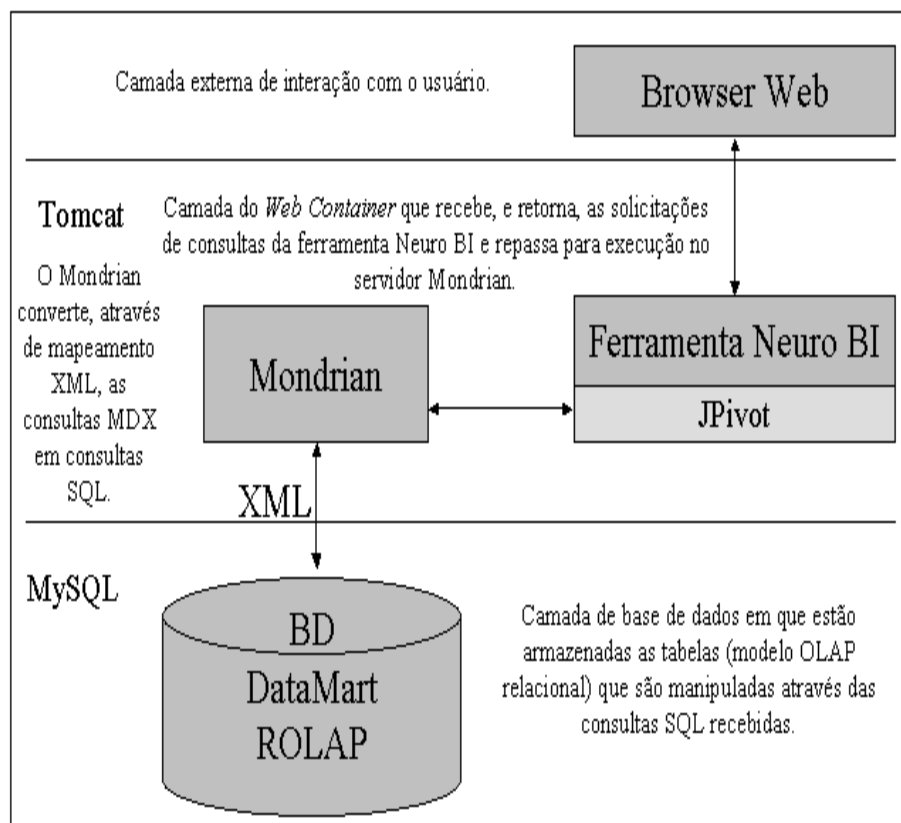 Camada externa de interação com o usuário.
Browser Web
Tomcat
Camada do Web Container que recebe, e retorna, as solicitações
de consultas da ferramenta Neuro BI e repassa para execução no
servidor Mondrian.
O Mondrian
converte, através
de mapeamento
XML, as
consultas MDX
em consultas
SQL.
Mondrian
Ferramenta Neuro BI
JPivot
XML
MySQL
BD
DataMart
ROLAP
Camada de base de dados em que estão
armazenadas as tabelas (modelo OLAP
relacional) que são manipuladas através das
consultas SQL recebidas.